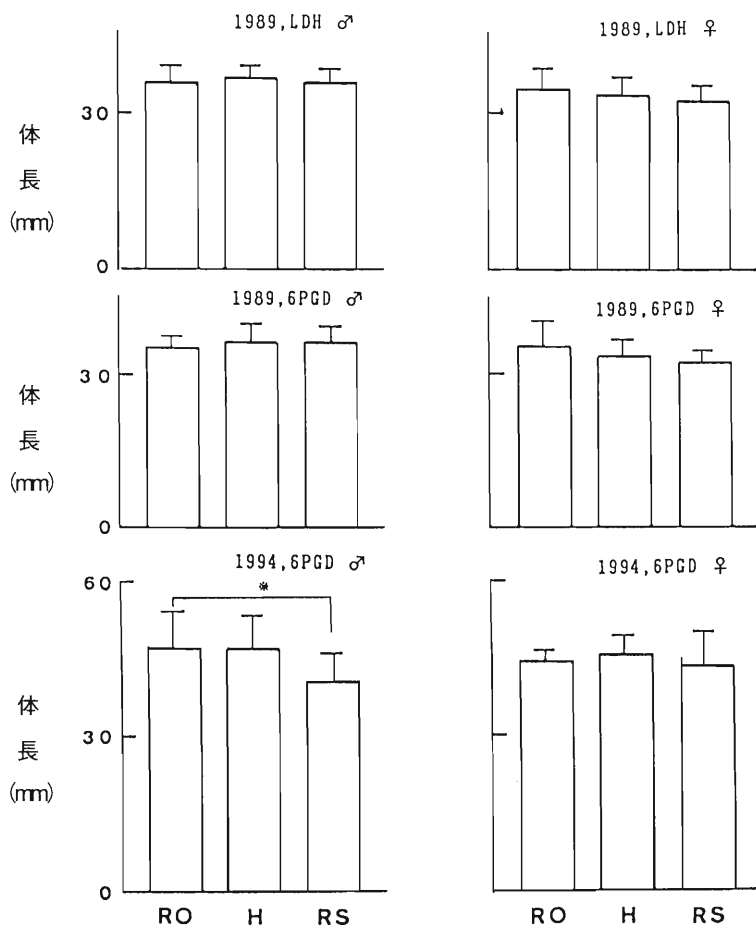 1989,LDH ♂
30
体
長
(mm)
0
1989,LDH ♀
1989,6PGD ♂
30
体
長
(mm)
0
1989,6PGD ♀
1994,6PGD ♂
60
*
体
30
長
(mm)
0
RO H RS
1994,6PGD ♀
RO H RS